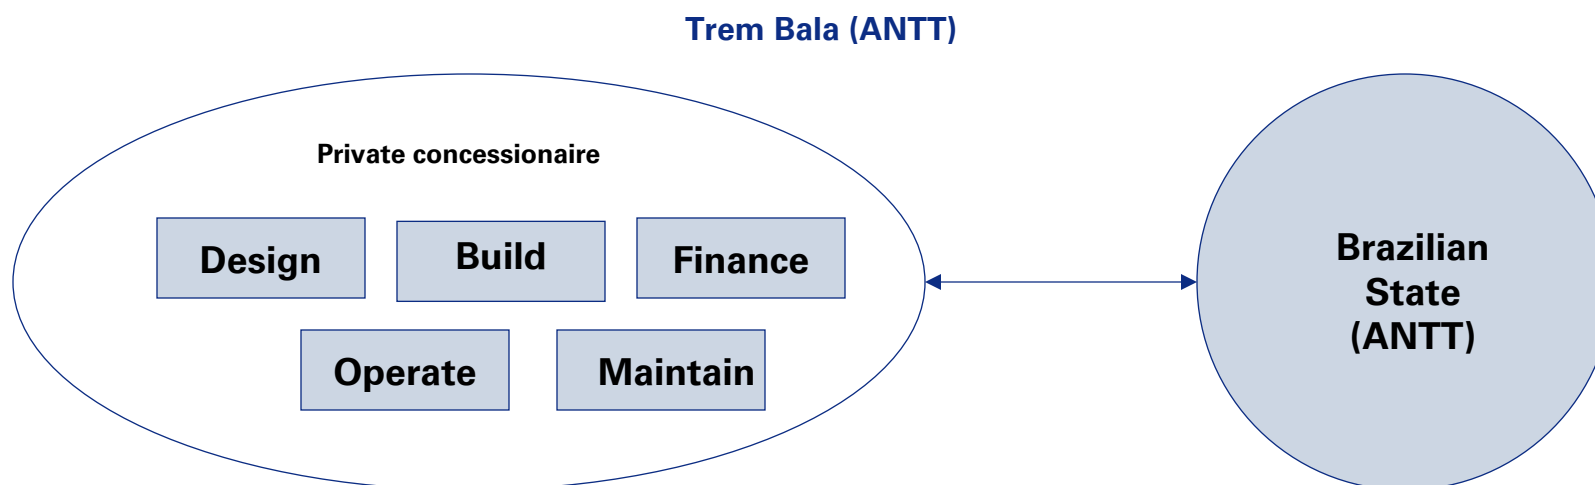 Trem Bala (ANTT)
Private concessionaire
Design
Build
Finance
Operate
Maintain
Brazilian
State
(ANTT)